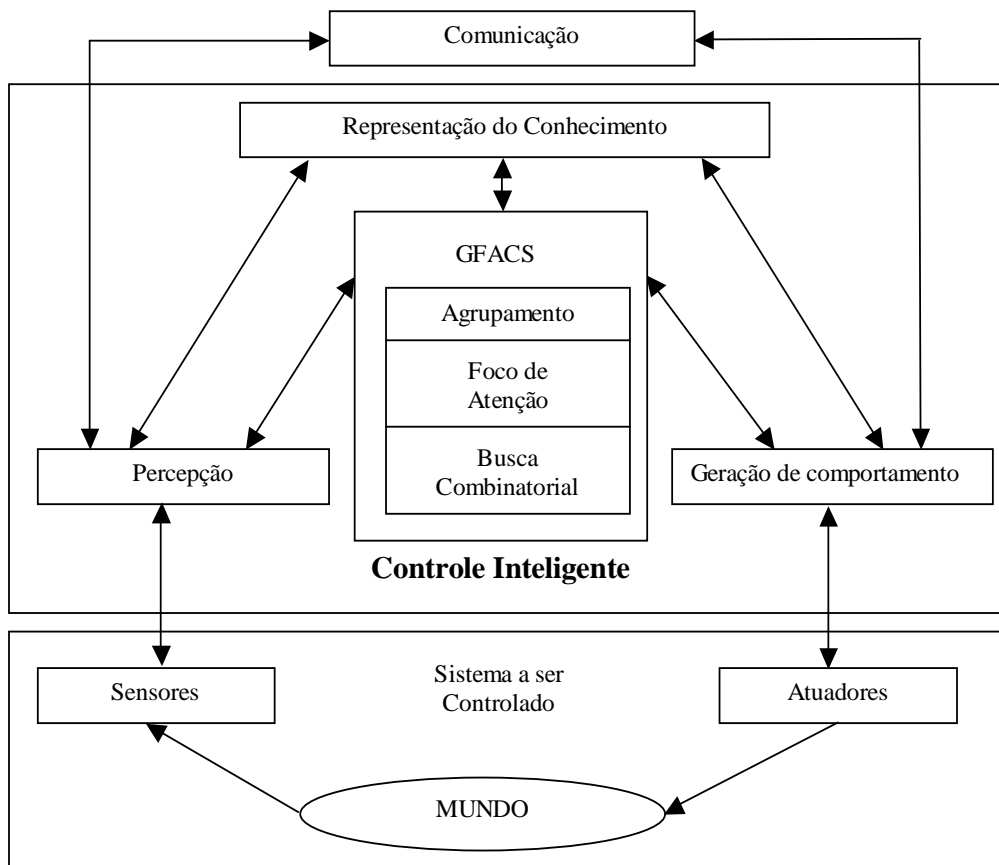 Comunicação
Representação do Conhecimento
GFACS
Agrupamento
Foco de
Atenção
Busca
Combinatorial
Percepção
Geração de comportamento
Controle Inteligente
Sistema a ser
Controlado
Sensores
Atuadores
MUNDO